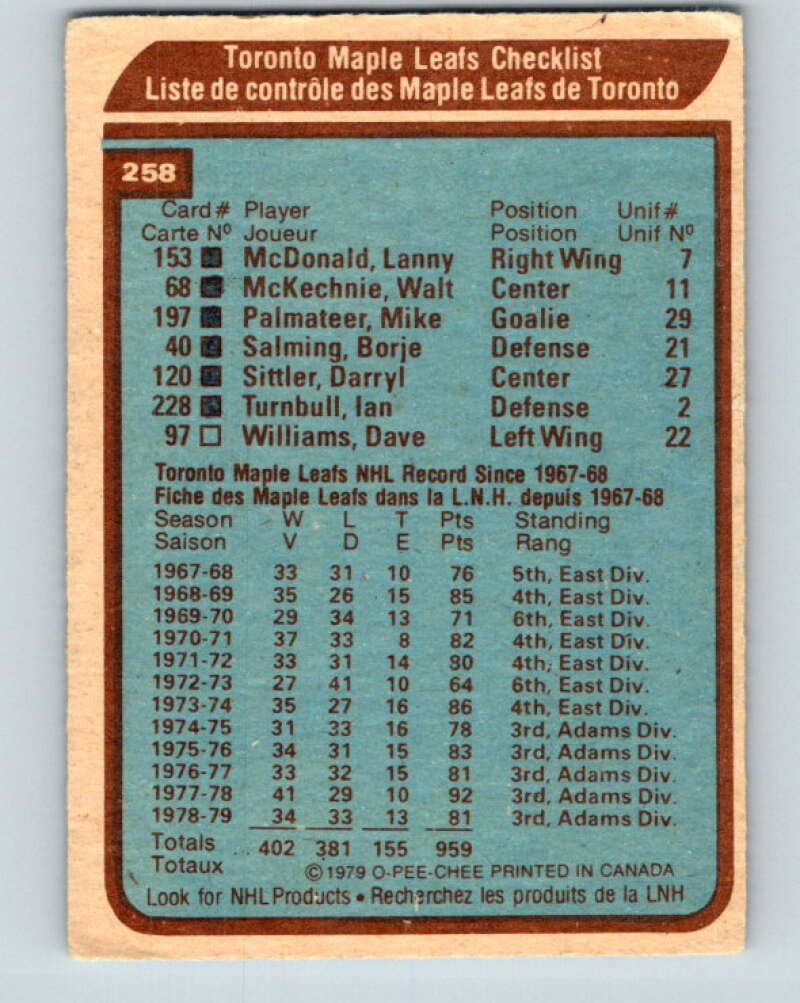 Toronto Maple Leafs Checklist
Liste de contrôle des Maple Leafs de Toronto
258
Card # Player Position Unif #
Carte Nº Joueur Position Unif Nº
153 McDonald, Lanny Right Wing 7
68 McKechnie, Walt Center 11
197 Palmateer, Mike Goalie 29
40 Salming, Borje Defense 21
120 Sittler, Darryl Center 27
228 Turnbull, Ian Defense 2
97 Williams, Dave Left Wing 22
Toronto Maple Leafs NHL Record Since 1967-68
Fiche des Maple Leafs dans la L.N.H. depuis 1967-68
Season W L T Pts Standing
Saison V D E Pts Rang
1967-68 33 31 10 76 5th, East Div.
1968-69 35 26 15 85 4th, East Div.
1969-70 29 34 13 71 6th, East Div.
1970-71 37 33 8 82 4th, East Div.
1971-72 33 31 14 80 4th, East Div.
1972-73 27 41 10 64 6th, East Div.
1973-74 35 27 16 86 4th, East Div.
1974-75 31 33 16 78 3rd, Adams Div.
1975-76 34 31 15 83 3rd, Adams Div.
1976-77 33 32 15 81 3rd, Adams Div.
1977-78 41 29 10 92 3rd, Adams Div.
1978-79 34 33 13 81 3rd, Adams Div.
Totals 402 381 155 959
Totaux
©1979 O-PEE-CHEE PRINTED IN CANADA
Look for NHL Products • Recherchez les produits de la LNH